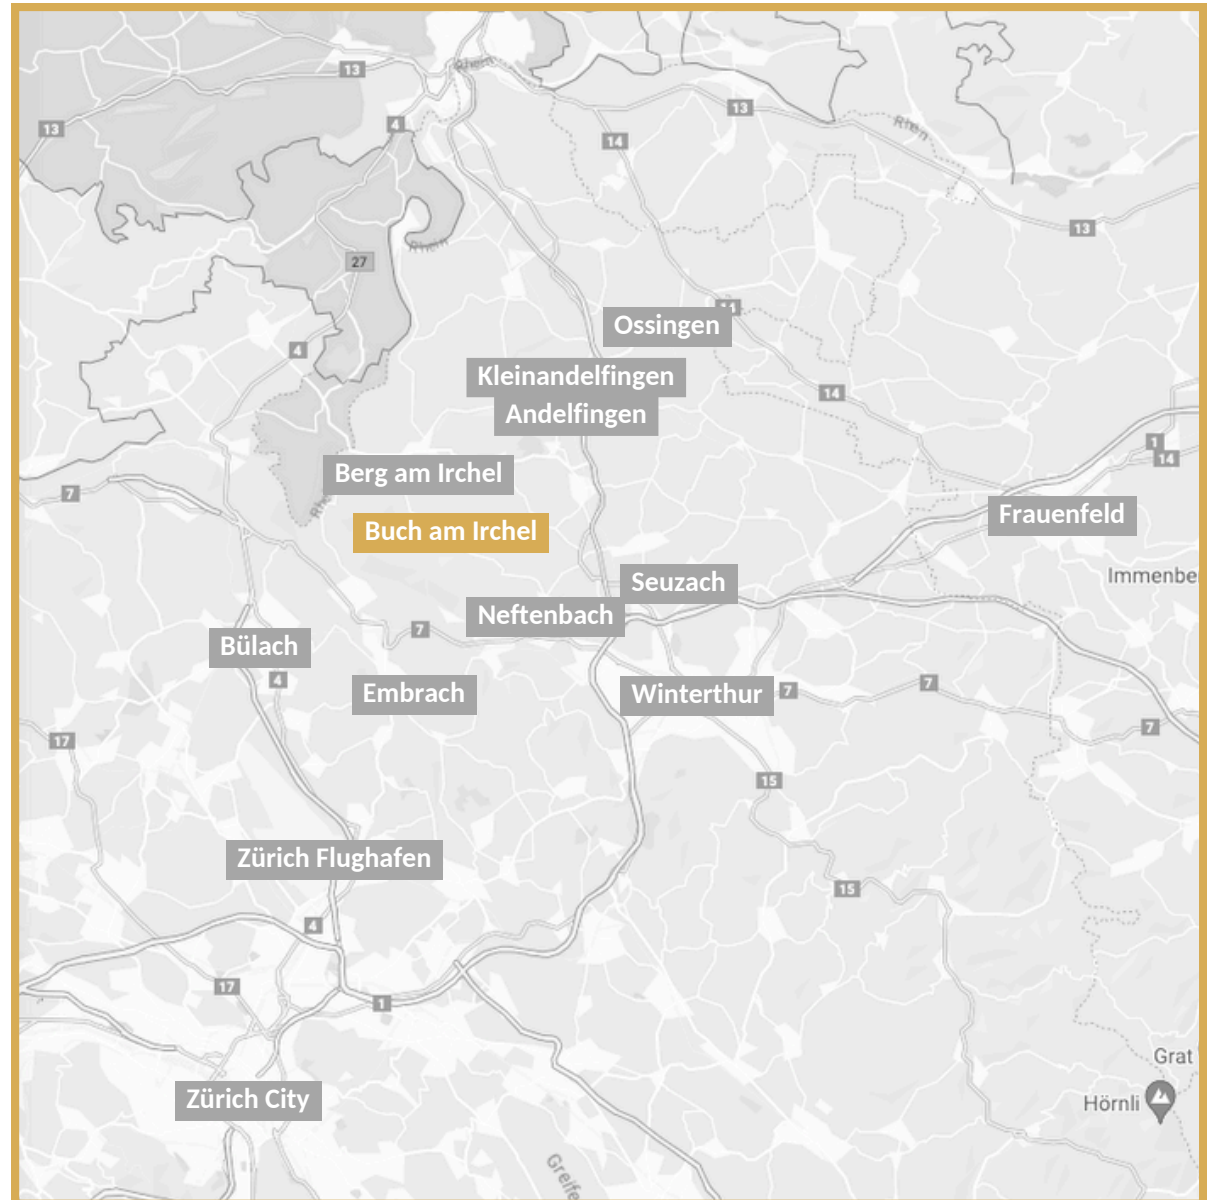 Rhein
13
13
13
4
14
Rhein
13
Rhein
27
14
Ossingen
4
Kleinandelfingen
14
Andelfingen
1
14
Berg am Irchel
7
Frauenfeld
Buch am Irchel
Immenbe
Seuzach
Neftenbach
7
Bülach
4
Embrach
Winterthur
7
7
7
17
15
Zürich Flughafen
15
4
17
1
Grat
Zürich City
Hörnli
Greife